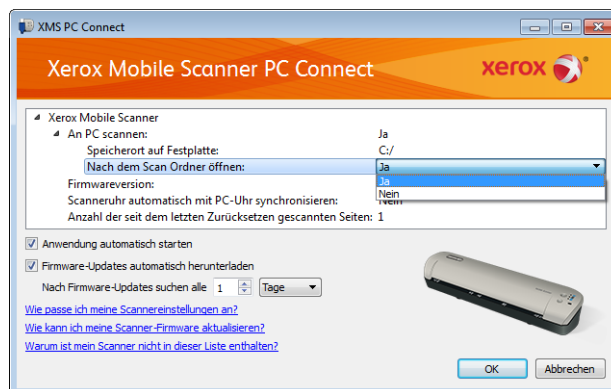 XMS PC Connect
Xerox Mobile Scanner PC Connect
xerox
Xerox Mobile Scanner
An PC scannen: Ja
Speicherort auf Festplatte: C:/
Nach dem Scan Ordner öffnen: Ja
Ja
Firmwareversion:
Nein
Scanneruhr automatisch mit PC-Uhr synchronisieren: Nein
Anzahl der seit dem letzten Zurücksetzen gescannten Seiten: 1
Anwendung automatisch starten
Firmware-Updates automatisch herunterladen
Nach Firmware-Updates suchen alle 1 Tage
Wie passe ich meine Scannereinstellungen an?
Wie kann ich meine Scanner-Firmware aktualisieren?
Warum ist mein Scanner nicht in dieser Liste enthalten?
OK Abbrechen